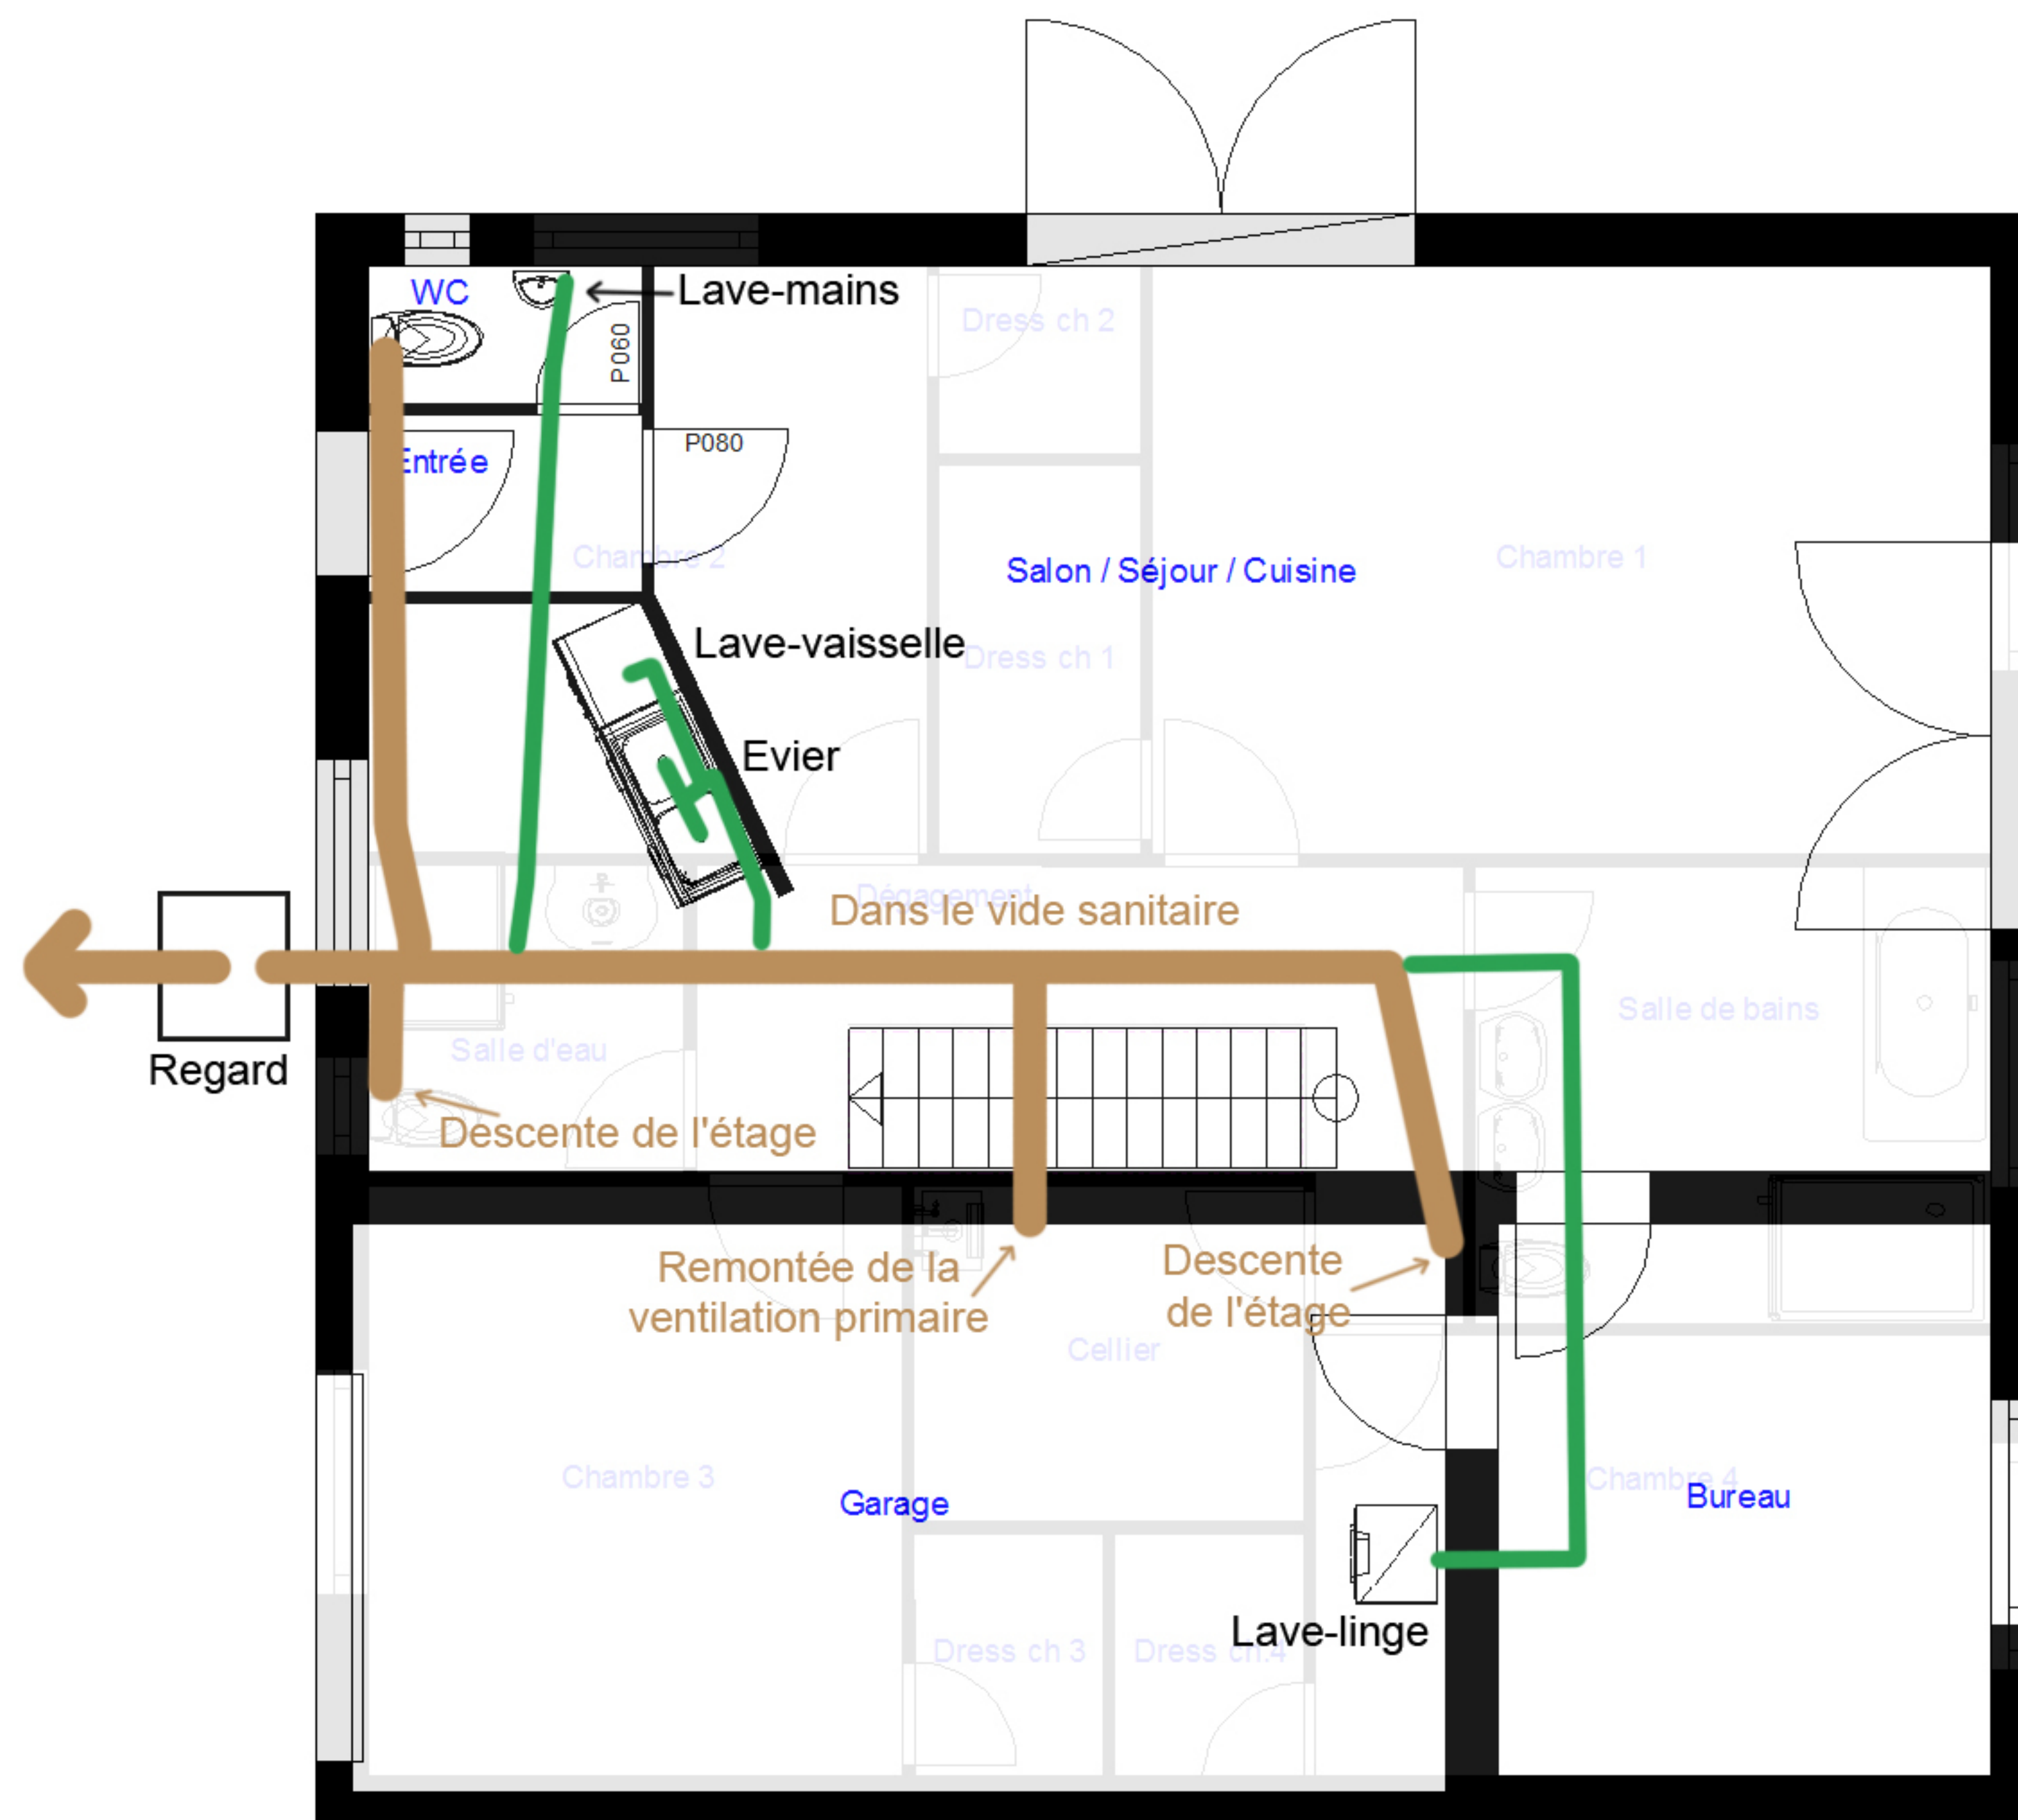 WC
Lave-mains
P060
Dress ch 2
P080
Entrée
Chambre 2
Salon / Séjour / Cuisine
Chambre 1
Lave-vaisselle
Dress ch 1
Evier
Dégagement
Dans le vide sanitaire
Salle de bains
Regard
Salle d'eau
Descente de l'étage
Remontée de la
ventilation primaire
Descente
de l'étage
Cellier
Chambre 3
Garage
Chambre 4
Bureau
Lave-linge
Dress ch 3
Dress ch.4